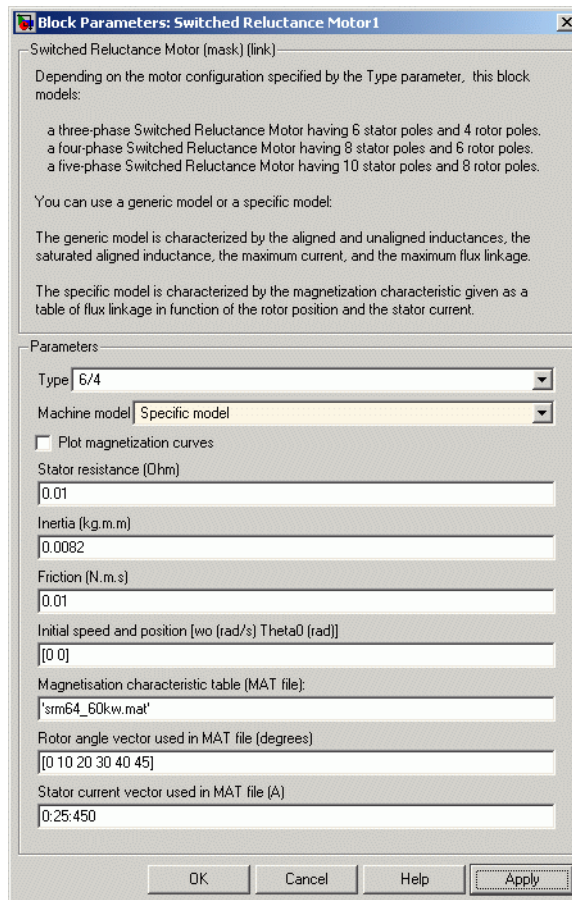 Block Parameters: Switched Reluctance Motor1
Switched Reluctance Motor (mask) (link)
Depending on the motor configuration specified by the Type parameter, this block
models:
a three-phase Switched Reluctance Motor having 6 stator poles and 4 rotor poles.
a four-phase Switched Reluctance Motor having 8 stator poles and 6 rotor poles.
a five-phase Switched Reluctance Motor having 10 stator poles and 8 rotor poles.
You can use a generic model or a specific model:
The generic model is characterized by the aligned and unaligned inductances, the
saturated aligned inductance, the maximum current, and the maximum flux linkage.
The specific model is characterized by the magnetization characteristic given as a
table of flux linkage in function of the rotor position and the stator current.
Parameters
Type 6/4
Machine model Specific model
Plot magnetization curves
Stator resistance (Ohm)
0.01
Inertia (kg.m.m)
0.0082
Friction (N.m.s)
0.01
Initial speed and position [wo (rad/s) Theta0 (rad)]
[0 0]
Magnetisation characteristic table (MAT file):
'srm64_60kw.mat'
Rotor angle vector used in MAT file (degrees)
[0 10 20 30 40 45]
Stator current vector used in MAT file (A)
0:25:450
OK Cancel Help Apply